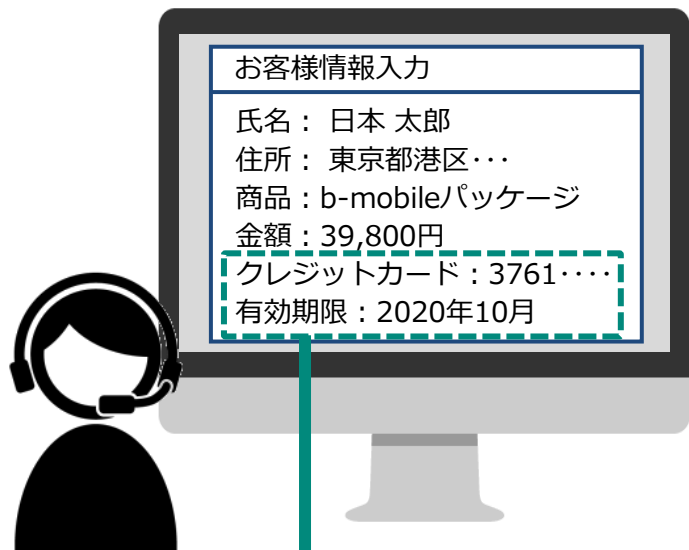 お客様情報入力
氏名： 日本 太郎
住所： 東京都港区･･･
商品：b-mobileパッケージ
金額：39,800円
クレジットカード：3761････
有効期限：2020年10月